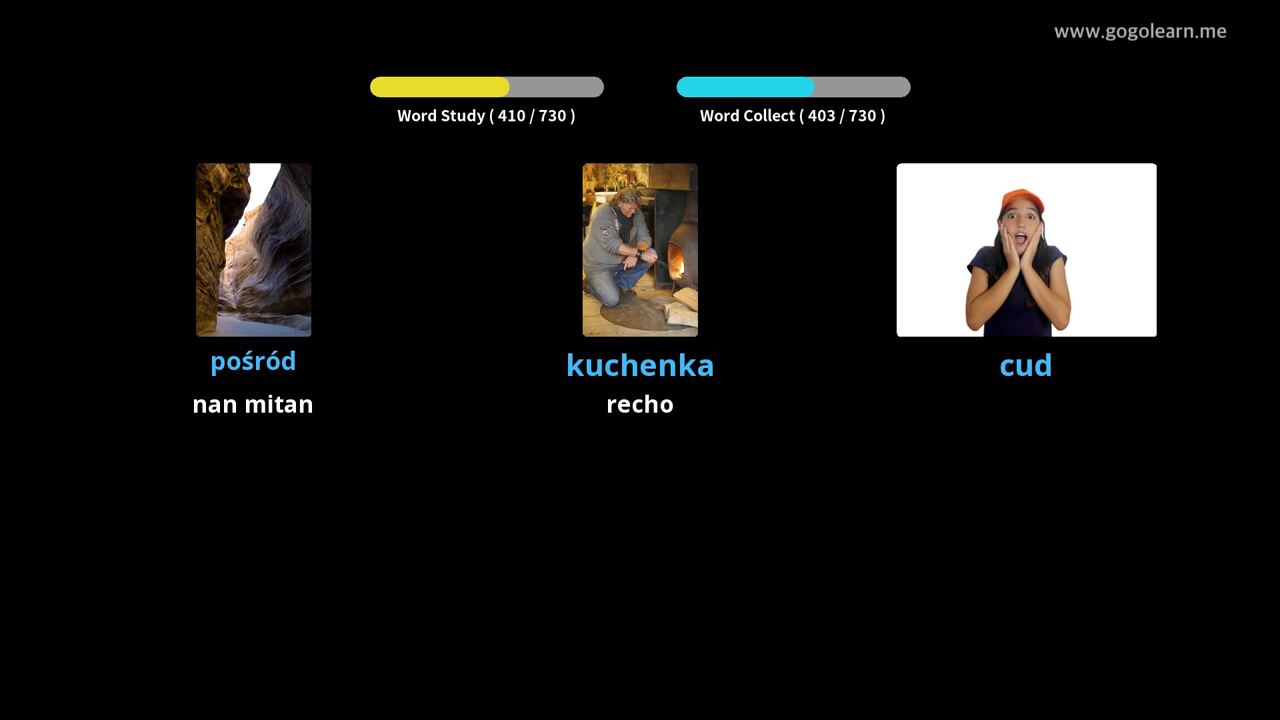 www.gogolearn.me
Word Study ( 410 / 730 )
Word Collect ( 403 / 730 )
pośród
nan mitan
kuchenka
recho
cud